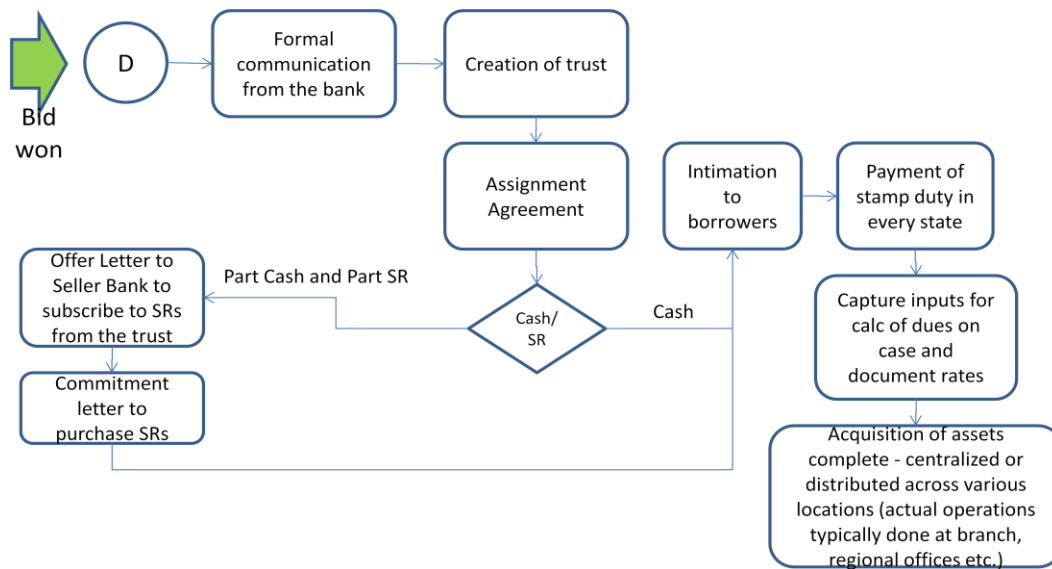 Bid
won
D
Formal
communication
from the bank
Creation of trust
Assignment
Agreement
Cash/
SR
Part Cash and Part SR
Cash
Offer Letter to
Seller Bank to
subscribe to SRs
from the trust
Commitment
letter to
purchase SRs
Intimation
to
borrowers
Payment of
stamp duty in
every state
Capture inputs for
calc of dues on
case and
document rates
Acquisition of assets
complete - centralized or
distributed across various
locations (actual operations
typically done at branch,
regional offices etc.)